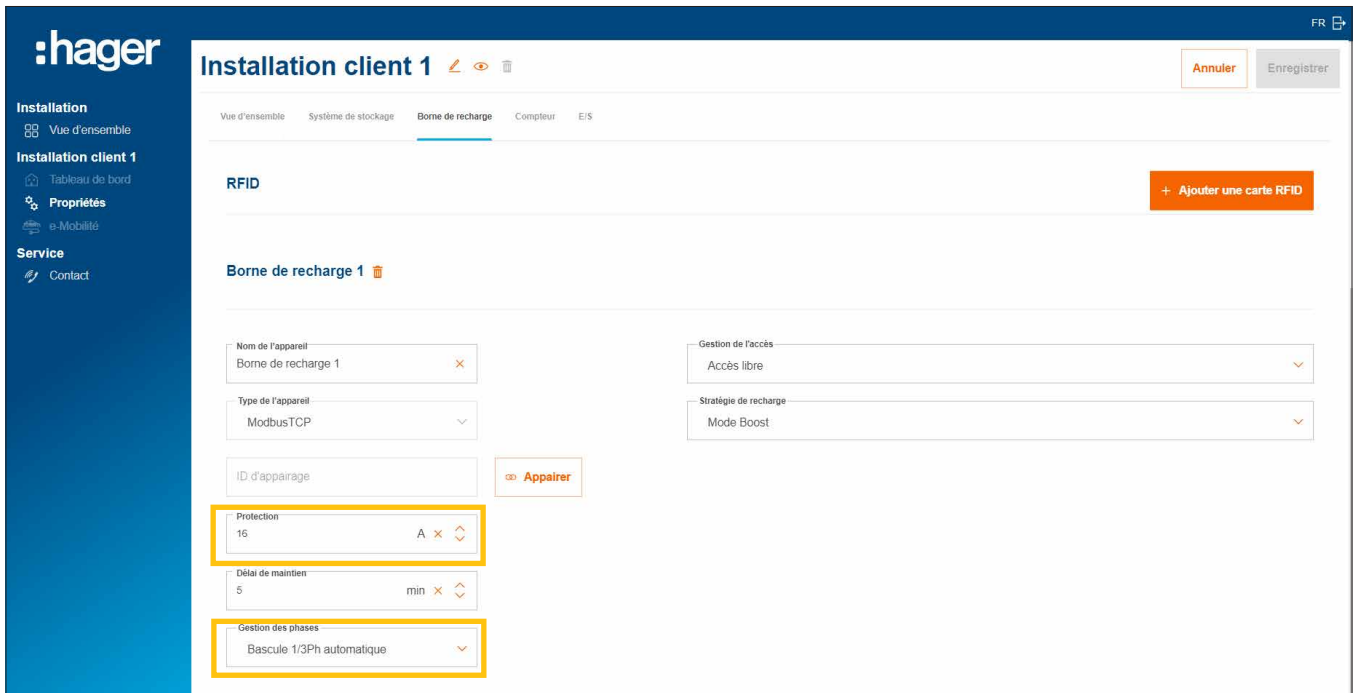 FR
:hager
Installation client 1
Annuler
Enregistrer
Installation
Vue d'ensemble
Installation client 1
Tableau de bord
Propriétés
e-Mobilité
Service
Contact
Vue d'ensemble Système de stockage Borne de recharge Compteur E/S
RFID
+ Ajouter une carte RFID
Borne de recharge 1
Nom de l'appareil
Borne de recharge 1
Gestion de l'accès
Accès libre
Type de l'appareil
ModbusTCP
Stratégie de recharge
Mode Boost
ID d'appairage
Appairer
Protection
16 A
Délai de maintien
5 min
Gestion des phases
Bascule 1/3Ph automatique